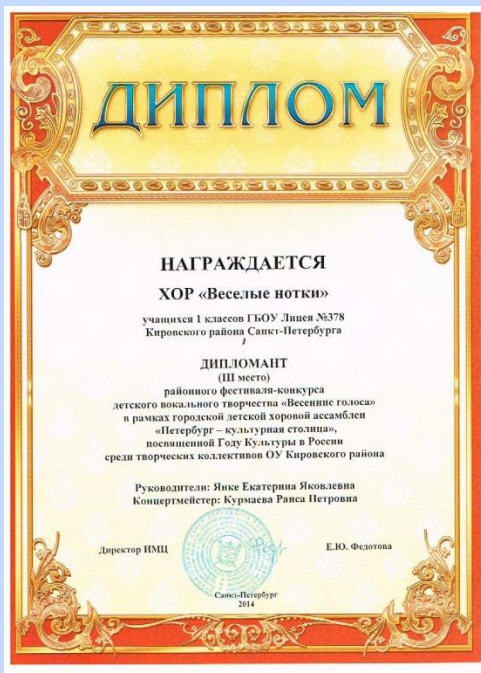 ДИПЛОМ
НАГРАЖДАЕТСЯ
ХОР «Веселые нотки»
учащихся 1 классов ГБОУ Лицея №378
Кировского района Санкт-Петербурга
ДИПЛОМАНТ
(III место)
районного фестиваля-конкурса
детского вокального творчества «Весенние голоса»
в рамках городской детской хоровой ассамблеи
«Петербург – культурная столица»,
посвященной Году Культуры в России
среди творческих коллективов ОУ Кировского района
Руководители: Янке Екатерина Яковлевна
Концертмейстер: Курмаева Раиса Петровна
Директор ИМЦ
Е.Ю. Федотова
Санкт-Петербург
2014